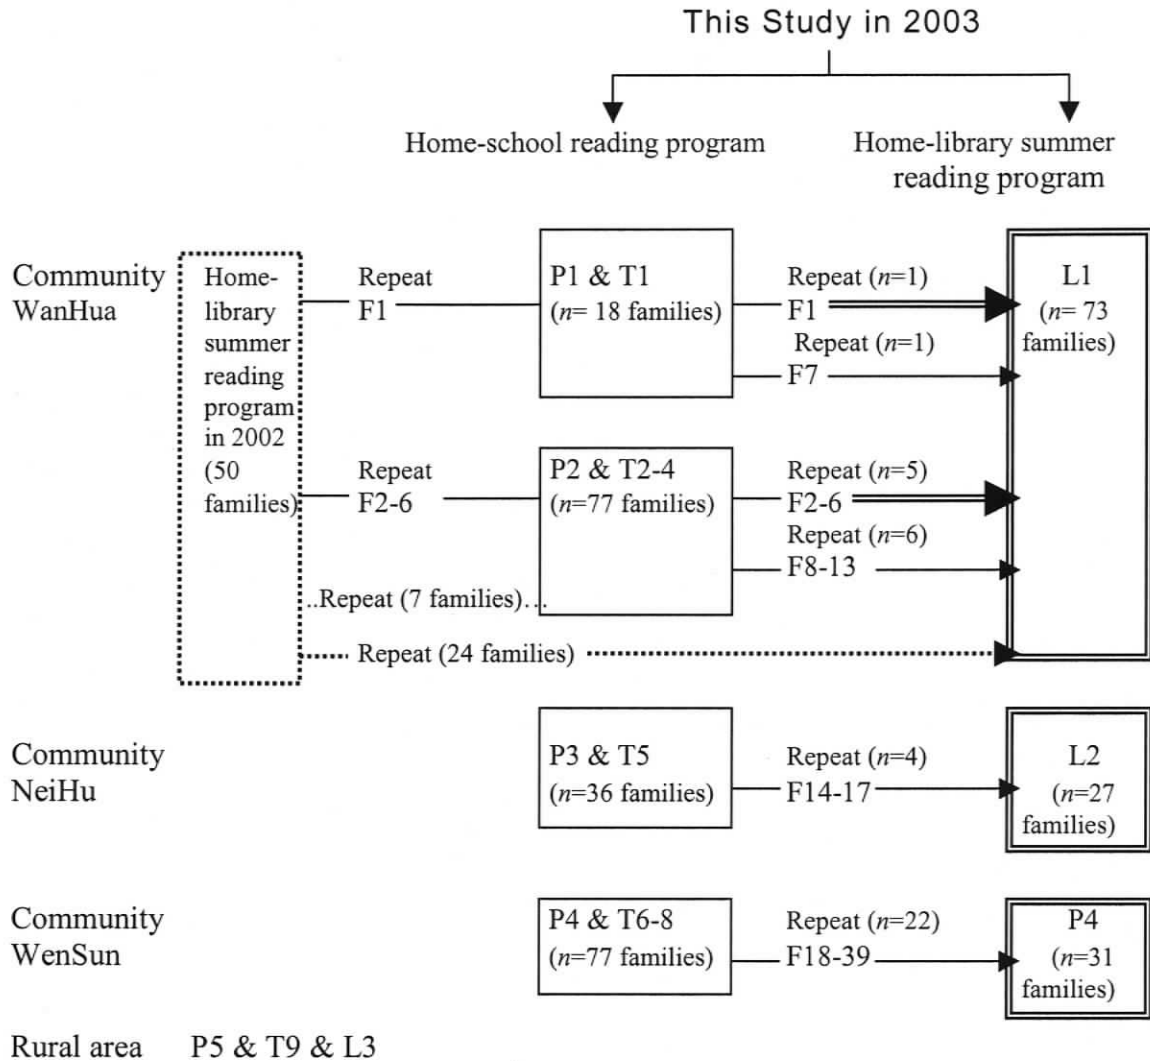 This Study in 2003
Home-school reading program
Home-library summer
reading program
Community
WanHua
Home-
library
summer
reading
program
in 2002
(50
families)
Repeat
F1
P1 & T1
(n= 18 families)
Repeat (n=1)
F1
Repeat (n=1)
F7
L1
(n= 73
families)
Repeat
F2-6
P2 & T2-4
(n=77 families)
Repeat (n=5)
F2-6
Repeat (n=6)
F8-13
..Repeat (7 families)...
Repeat (24 families)
Community
NeiHu
P3 & T5
(n=36 families)
Repeat (n=4)
F14-17
L2
(n=27
families)
Community
WenSun
P4 & T6-8
(n=77 families)
Repeat (n=22)
F18-39
P4
(n=31
families)
Rural area P5 & T9 & L3